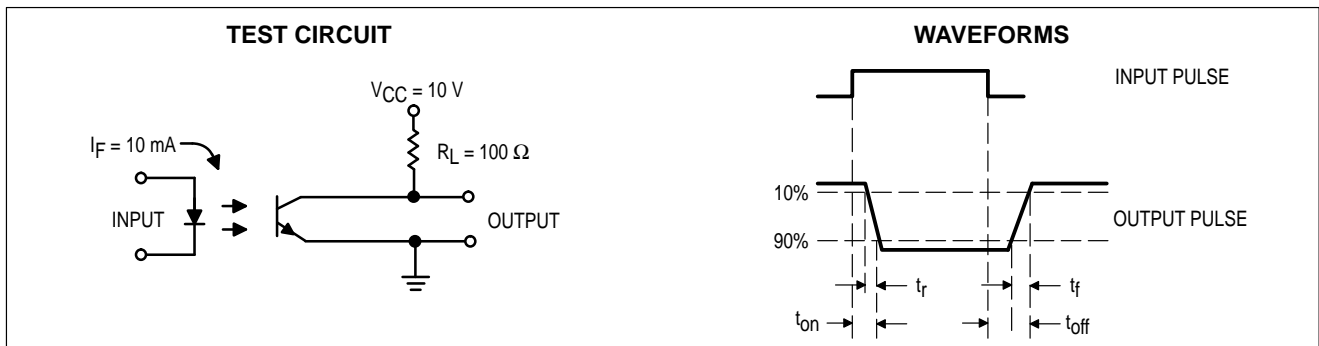 TEST CIRCUIT
VCC = 10 V
IF = 10 mA
RL = 100 Ω
INPUT
OUTPUT
WAVEFORMS
INPUT PULSE
10%
OUTPUT PULSE
90%
tr
tf
ton
toff